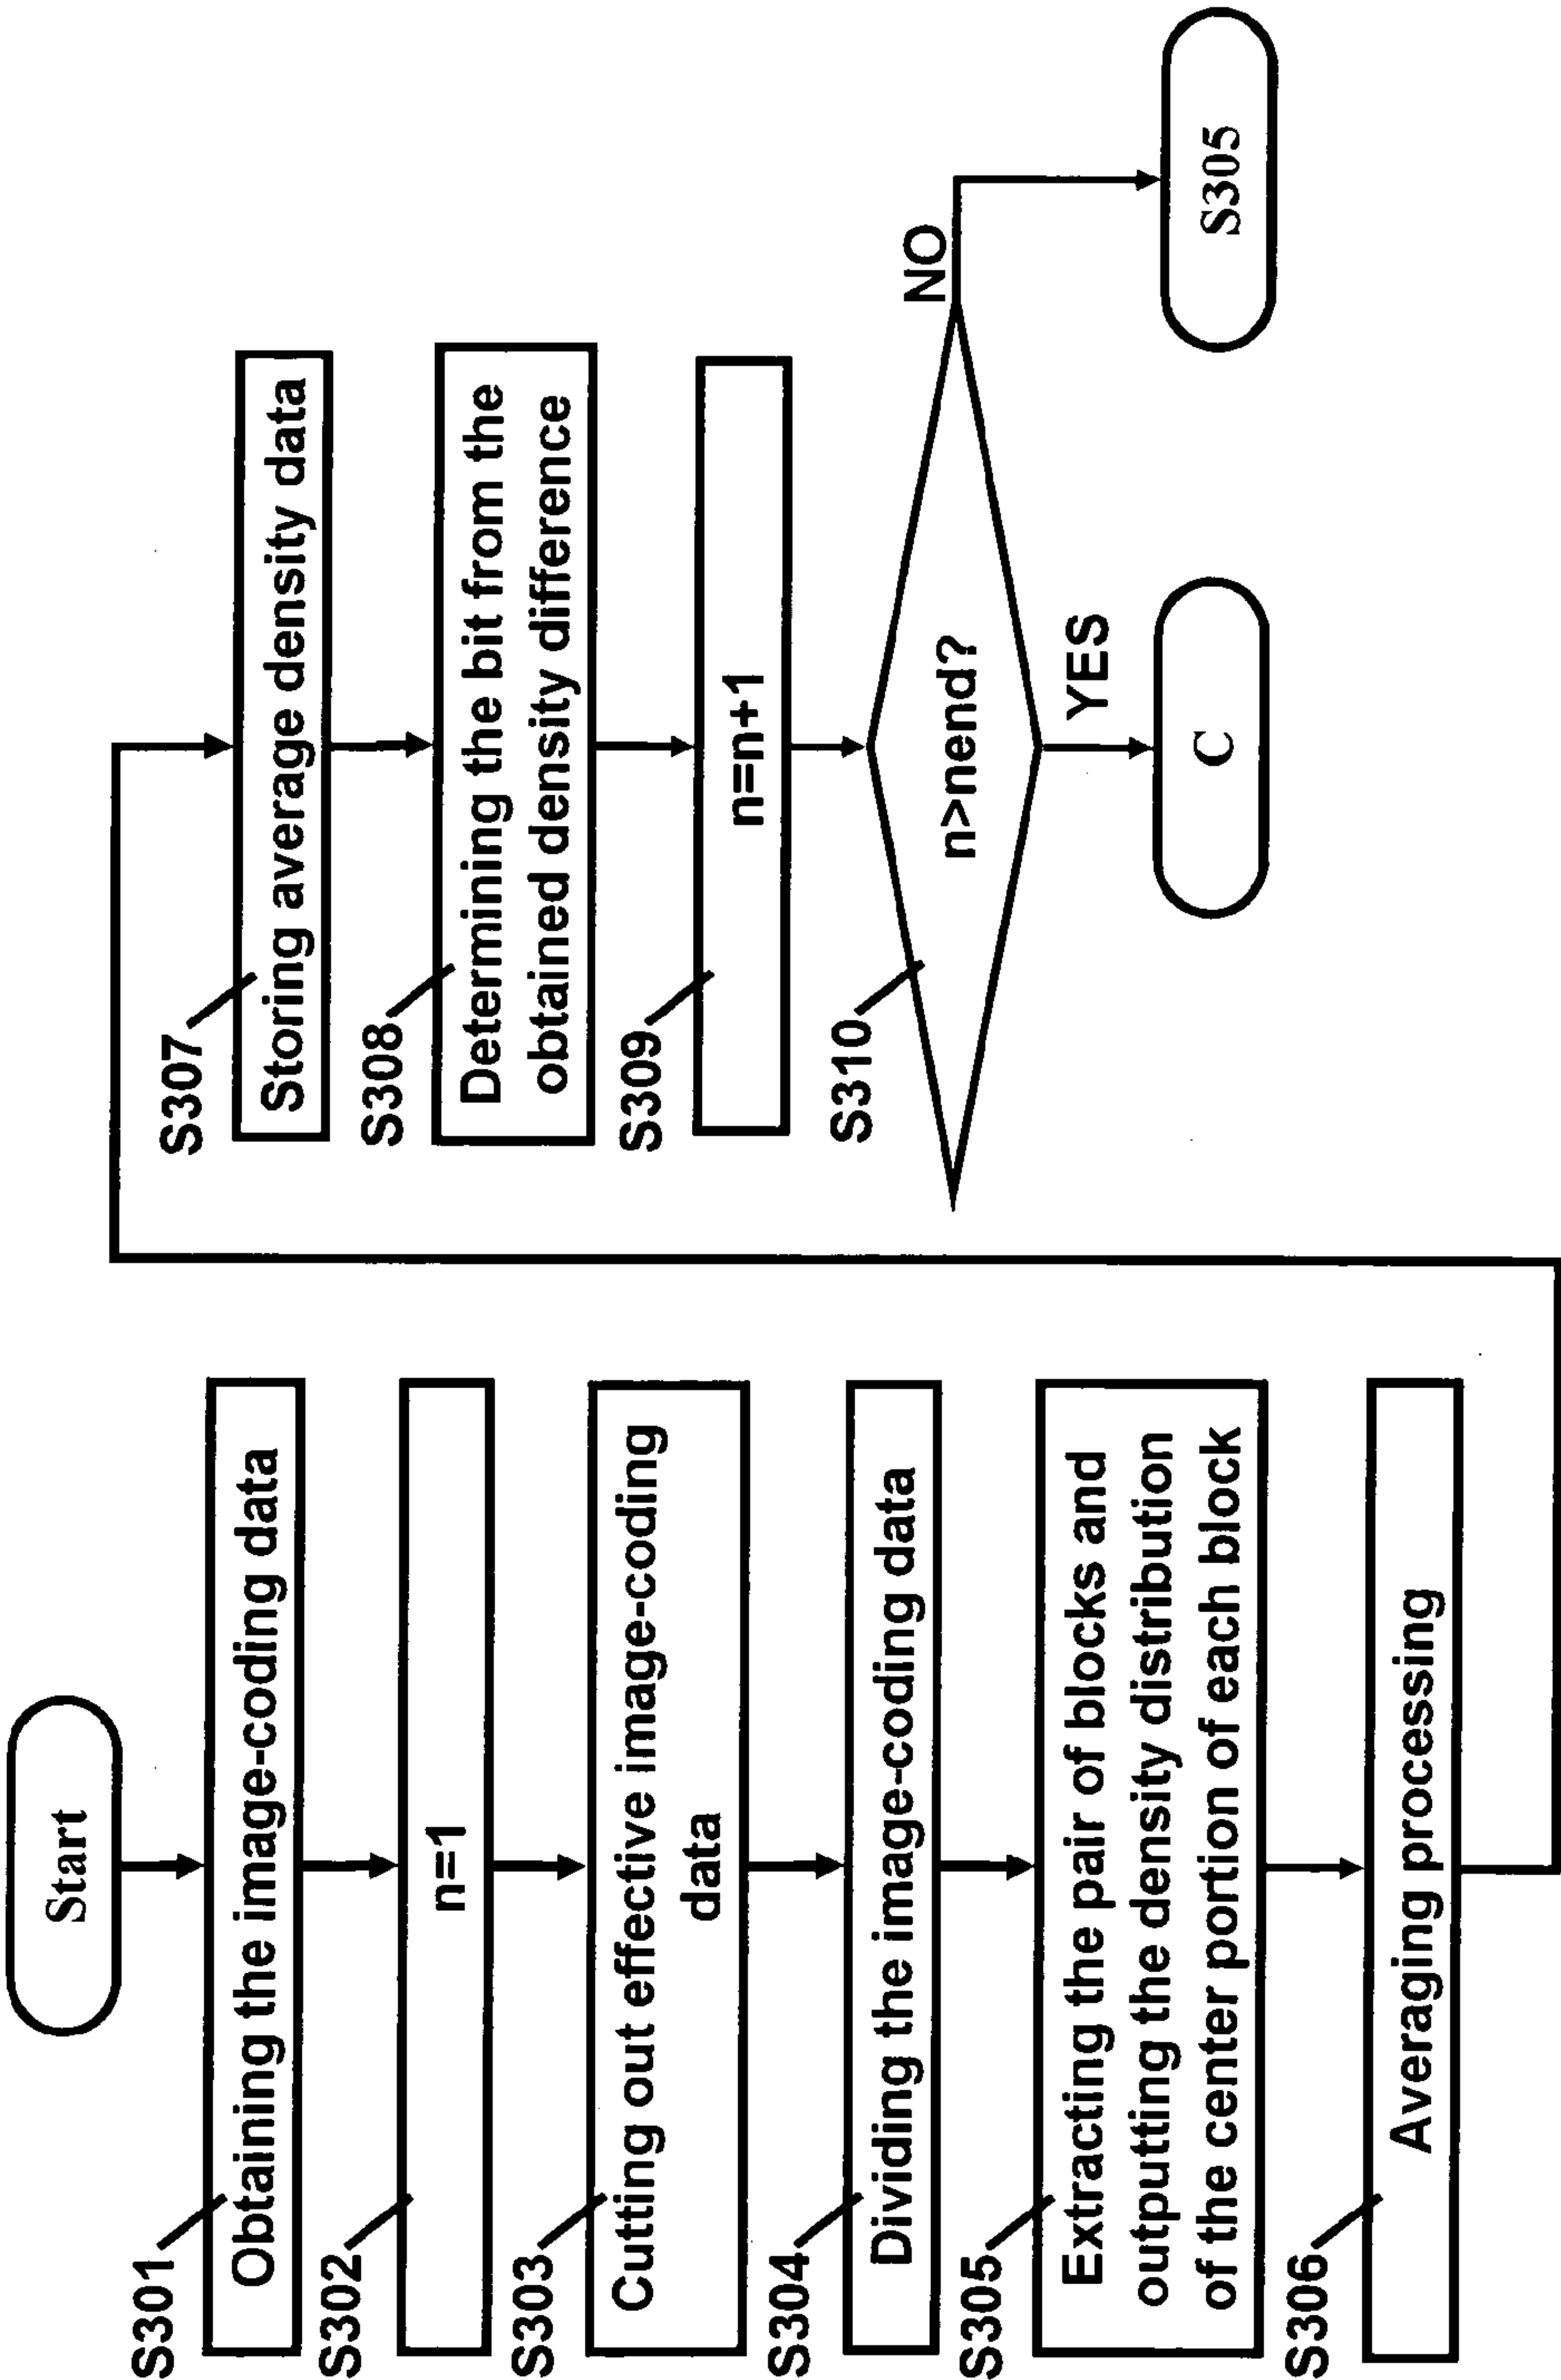 Start
S301
Obtaining the image-coding data
S302
n=1
S303
Cutting out effective image-coding
data
S304
Dividing the image-coding data
S305
Extracting the pair of blocks and
outputting the density distribution
of the center portion of each block
S306
Averaging processing
S307
Storing average density data
S308
Determining the bit from the
obtained density difference
S309
n=n+1
S310
n>nend?
NO
YES
S305
C